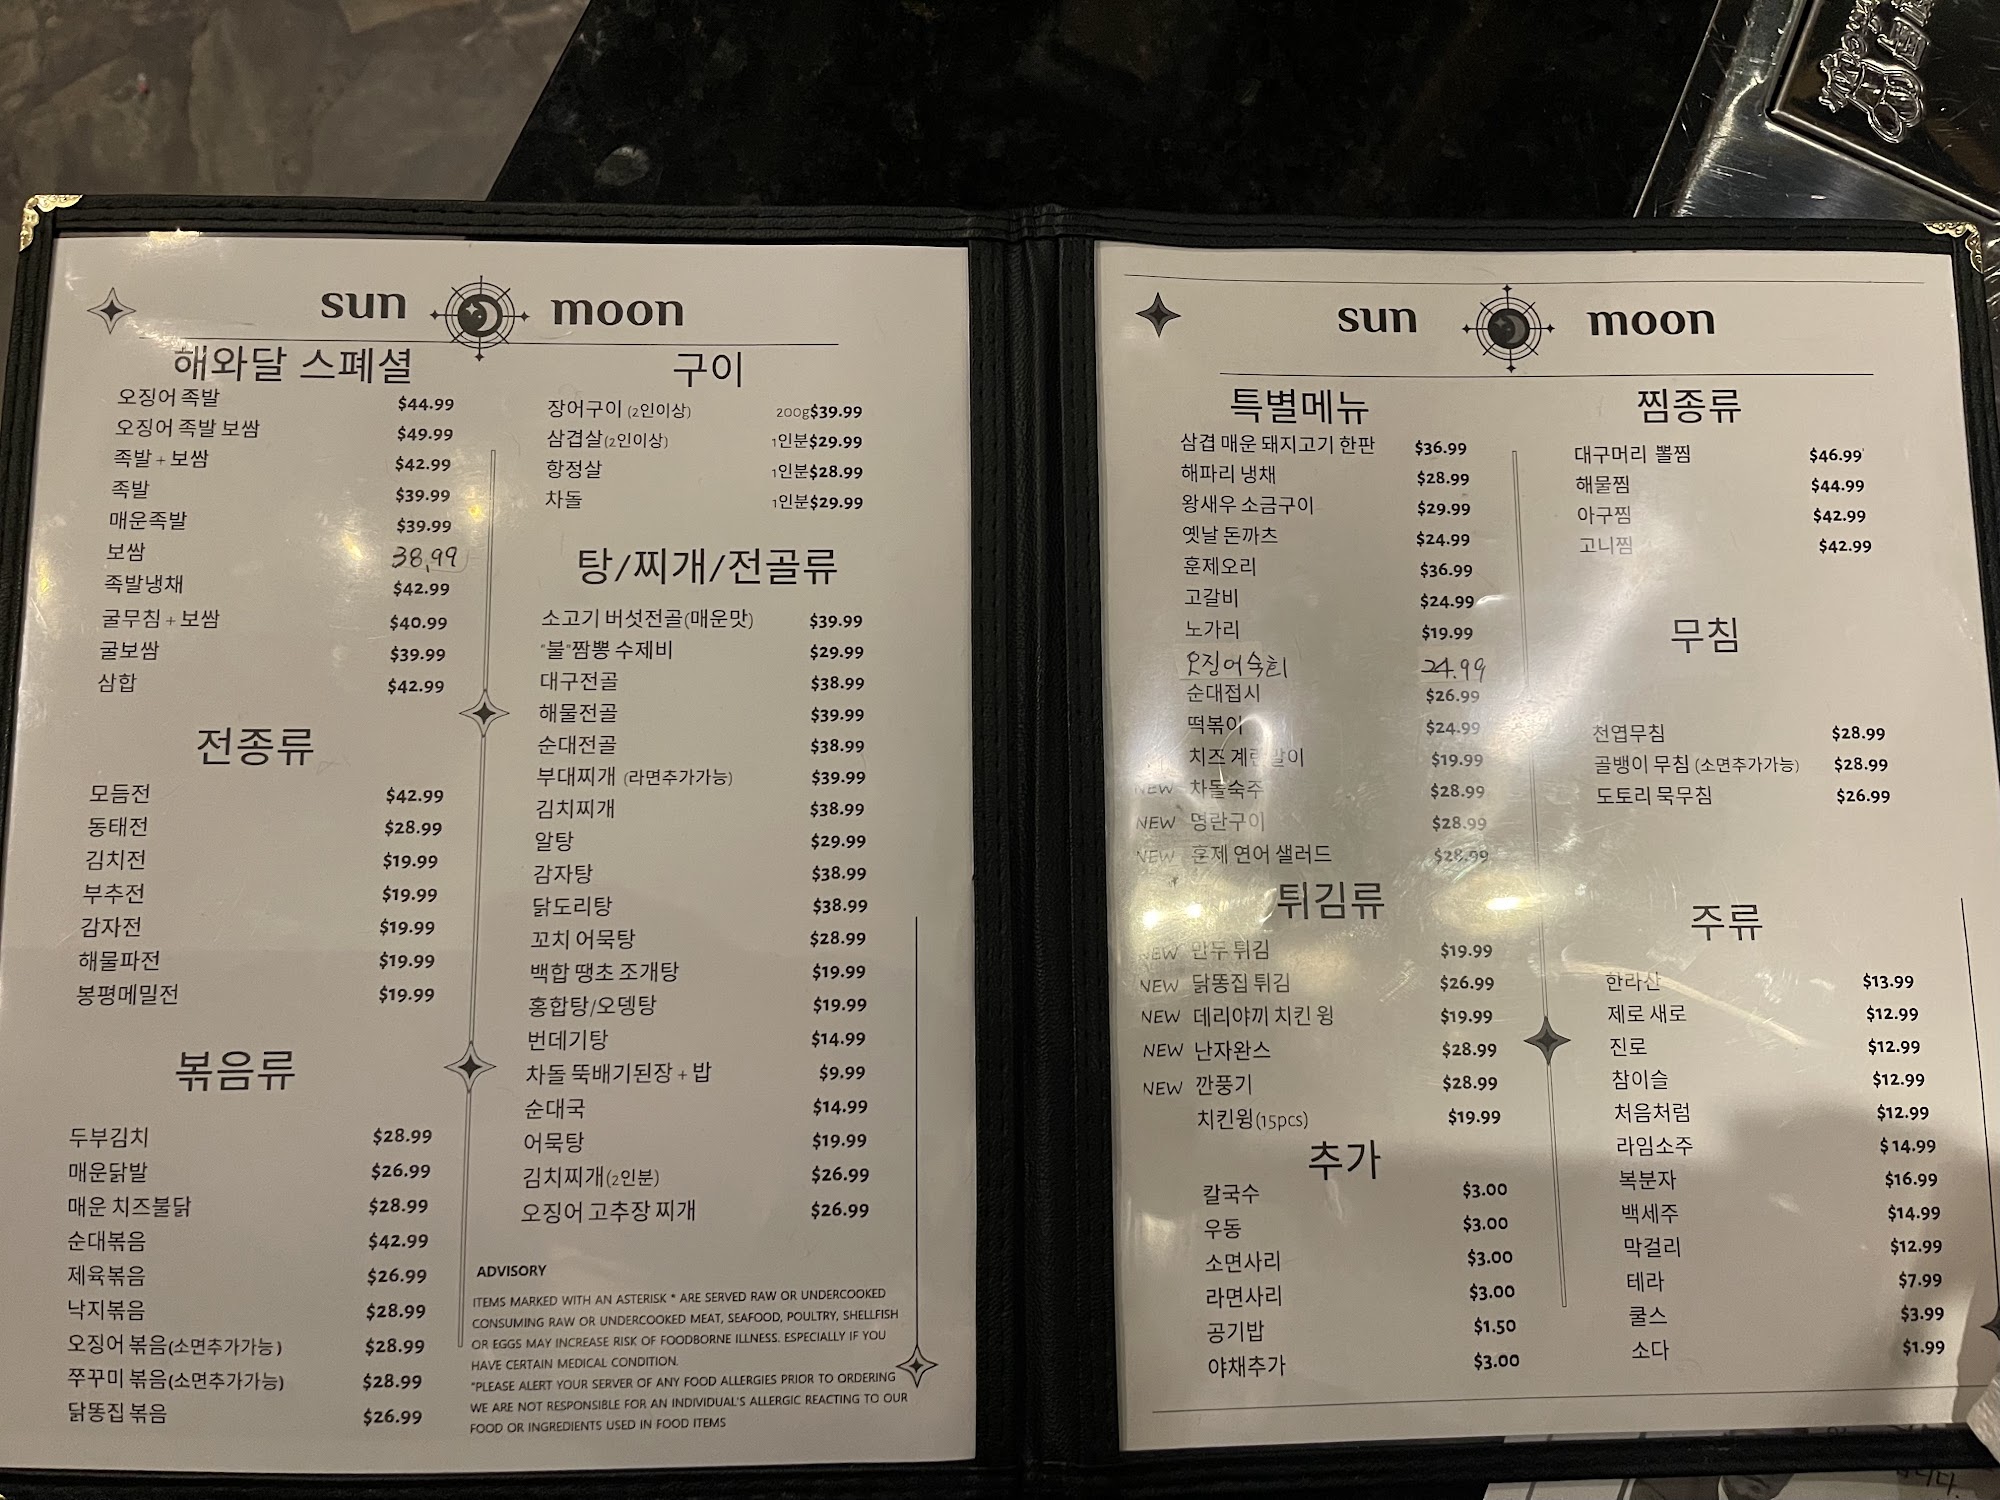 sun moon
해와달 스폐셜
오징어 족발 $44.99
오징어 족발 보쌈 $49.99
족발 + 보쌈 $42.99
족발 $39.99
매운족발 $39.99
보쌈 38,99
족발냉채 $42.99
굴무침 + 보쌈 $40.99
굴보쌈 $39.99
삼합 $42.99
전종류
모듬전 $42.99
동태전 $28.99
김치전 $19.99
부추전 $19.99
감자전 $19.99
해물파전 $19.99
봉평메밀전 $19.99
볶음류
두부김치 $28.99
매운닭발 $26.99
매운 치즈불닭 $28.99
순대볶음 $42.99
제육볶음 $26.99
낙지볶음 $28.99
오징어 볶음(소면추가가능) $28.99
쭈꾸미 볶음(소면추가가능) $28.99
닭똥집 볶음 $26.99
구이
장어구이 (2인이상) 200g$39.99
삼겹살(2인이상) 1인분$29.99
항정살 1인분$28.99
차돌 1인분$29.99
탕/찌개/전골류
소고기 버섯전골(매운맛) $39.99
"불"짬뽕 수제비 $29.99
대구전골 $38.99
해물전골 $39.99
순대전골 $38.99
부대찌개 (라면추가가능) $39.99
김치찌개 $38.99
알탕 $29.99
감자탕 $38.99
닭도리탕 $38.99
꼬치 어묵탕 $28.99
백합 땡초 조개탕 $19.99
홍합탕/오뎅탕 $19.99
번데기탕 $14.99
차돌 뚝배기된장 + 밥 $9.99
순대국 $14.99
어묵탕 $19.99
김치찌개(2인분) $26.99
오징어 고추장 찌개 $26.99
ADVISORY
ITEMS MARKED WITH AN ASTERISK * ARE SERVED RAW OR UNDERCOOKED
CONSUMING RAW OR UNDERCOOKED MEAT, SEAFOOD, POULTRY, SHELLFISH
OR EGGS MAY INCREASE RISK OF FOODBORNE ILLNESS. ESPECIALLY IF YOU
HAVE CERTAIN MEDICAL CONDITION.
"PLEASE ALERT YOUR SERVER OF ANY FOOD ALLERGIES PRIOR TO ORDERING
WE ARE NOT RESPONSIBLE FOR AN INDIVIDUAL'S ALLERGIC REACTING TO OUR
FOOD OR INGREDIENTS USED IN FOOD ITEMS
sun moon
특별메뉴
삼겹 매운 돼지고기 한판 $36.99
해파리 냉채 $28.99
왕새우 소금구이 $29.99
옛날 돈까츠 $24.99
훈제오리 $36.99
고갈비 $24.99
노가리 $19.99
오징어숙회 24.99
순대접시 $26.99
떡볶이 $24.99
치즈 계란말이 $19.99
NEW 차돌숙주 $28.99
NEW 명란구이 $28.99
NEW 훈제 연어 샐러드 $28.99
튀김류
NEW 만두 튀김 $19.99
NEW 닭똥집 튀김 $26.99
NEW 데리야끼 치킨 윙 $19.99
NEW 난자완스 $28.99
NEW 깐풍기 $28.99
치킨윙(15pcs) $19.99
추가
칼국수 $3.00
우동 $3.00
소면사리 $3.00
라면사리 $3.00
공기밥 $1.50
야채추가 $3.00
찜종류
대구머리 뽈찜 $46.99
해물찜 $44.99
아구찜 $42.99
고니찜 $42.99
무침
천엽무침 $28.99
골뱅이 무침 (소면추가가능) $28.99
도토리 묵무침 $26.99
주류
한라산 $13.99
제로 새로 $12.99
진로 $12.99
참이슬 $12.99
처음처럼 $12.99
라임소주 $14.99
복분자 $16.99
백세주 $14.99
막걸리 $12.99
테라 $7.99
쿨스 $3.99
소다 $1.99